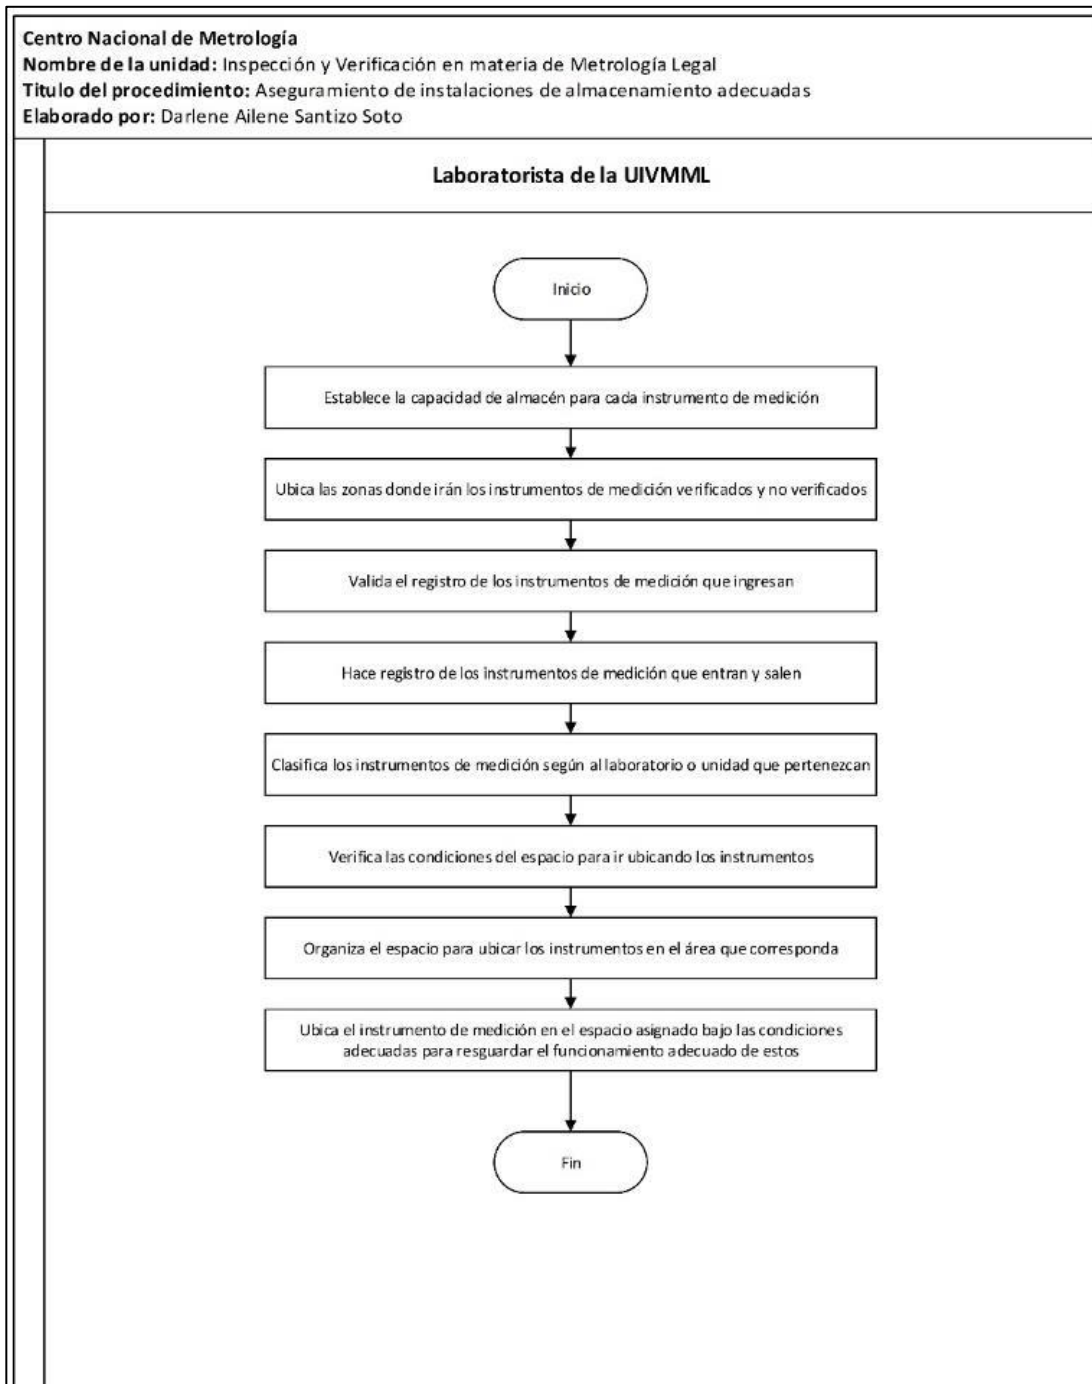 Centro Nacional de Metrología
Nombre de la unidad: Inspección y Verificación en materia de Metrología Legal
Titulo del procedimiento: Aseguramiento de instalaciones de almacenamiento adecuadas
Elaborado por: Darlene Ailene Santizo Soto
Laboratorista de la UIVMML
Inicio
Establece la capacidad de almacén para cada instrumento de medición
Ubica las zonas donde irán los instrumentos de medición verificados y no verificados
Valida el registro de los instrumentos de medición que ingresan
Hace registro de los instrumentos de medición que entran y salen
Clasifica los instrumentos de medición según al laboratorio o unidad que pertenezcan
Verifica las condiciones del espacio para ir ubicando los instrumentos
Organiza el espacio para ubicar los instrumentos en el área que corresponda
Ubica el instrumento de medición en el espacio asignado bajo las condiciones
adecuadas para resguardar el funcionamiento adecuado de estos
Fin